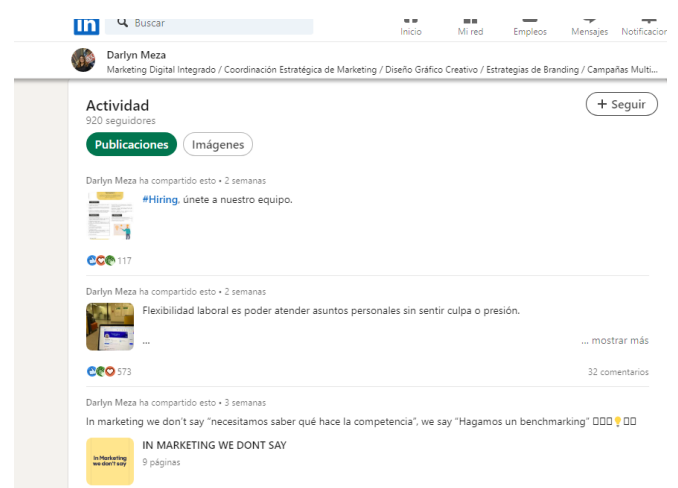 in
Buscar
Inicio
Mi red
Empleos
Mensajes
Notificacion
Darlyn Meza
Marketing Digital Integrado / Coordinación Estratégica de Marketing / Diseño Gráfico Creativo / Estrategias de Branding / Campañas Multi...
Actividad
920 seguidores
+ Seguir
Publicaciones
Imágenes
Darlyn Meza ha compartido esto • 2 semanas
#Hiring, únete a nuestro equipo.
117
Darlyn Meza ha compartido esto • 2 semanas
Flexibilidad laboral es poder atender asuntos personales sin sentir culpa o presión.
...
... mostrar más
573
32 comentarios
Darlyn Meza ha compartido esto • 3 semanas
In marketing we don't say "necesitamos saber qué hace la competencia", we say "Hagamos un benchmarking" □□□💡□□
In Marketing
we don't say
IN MARKETING WE DONT SAY
9 páginas